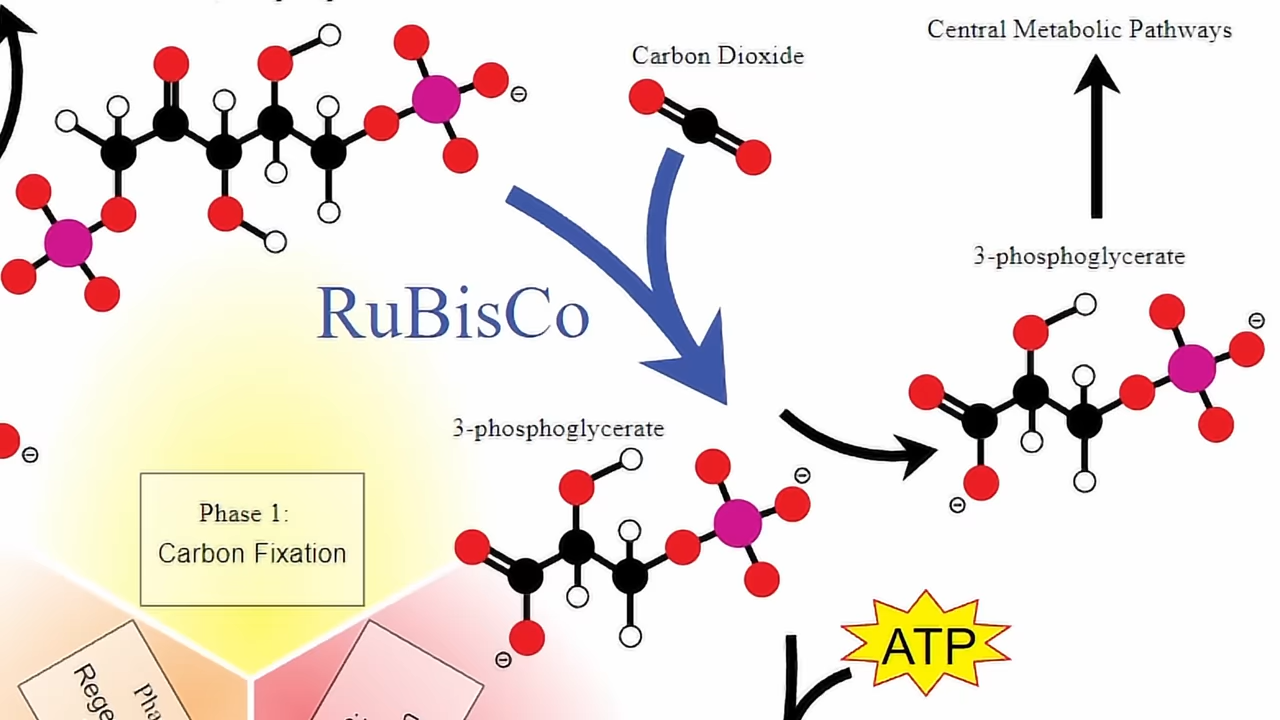 Carbon Dioxide
Central Metabolic Pathways
3-phosphoglycerate
RuBisCo
3-phosphoglycerate
Phase 1:
Carbon Fixation
ATP